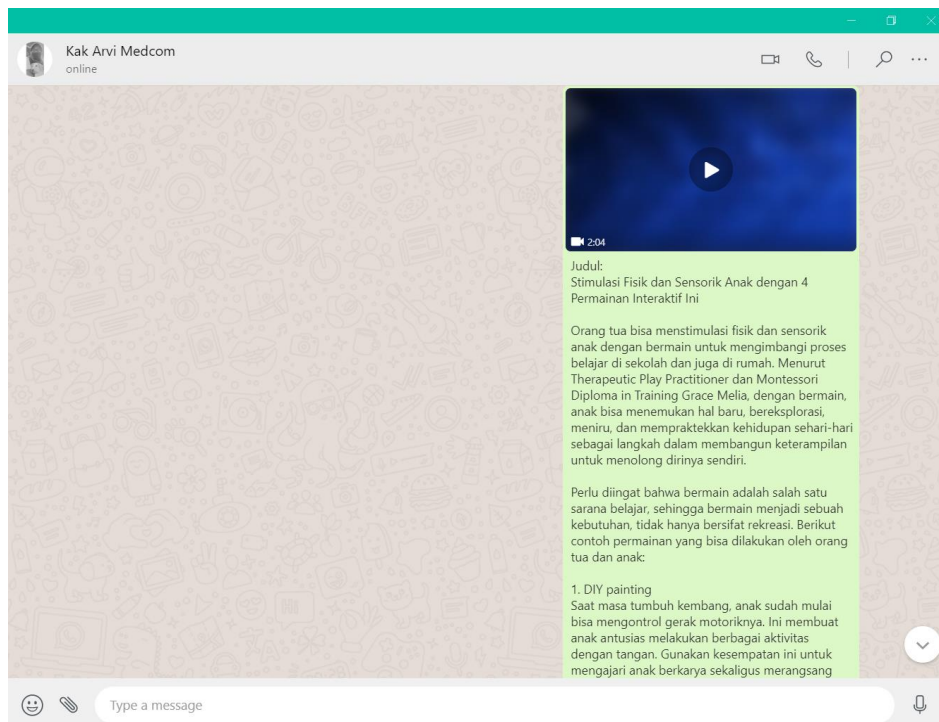 Kak Arvi Medcom
online
2:04
Judul:
Stimulasi Fisik dan Sensorik Anak dengan 4
Permainan Interaktif Ini
Orang tua bisa menstimulasi fisik dan sensorik
anak dengan bermain untuk mengimbangi proses
belajar di sekolah dan juga di rumah. Menurut
Therapeutic Play Practitioner dan Montessori
Diploma in Training Grace Melia, dengan bermain,
anak bisa menemukan hal baru, bereksplorasi,
meniru, dan mempraktekkan kehidupan sehari-hari
sebagai langkah dalam membangun keterampilan
untuk menolong dirinya sendiri.
Perlu diingat bahwa bermain adalah salah satu
sarana belajar, sehingga bermain menjadi sebuah
kebutuhan, tidak hanya bersifat rekreasi. Berikut
contoh permainan yang bisa dilakukan oleh orang
tua dan anak:
1. DIY painting
Saat masa tumbuh kembang, anak sudah mulai
bisa mengontrol gerak motoriknya. Ini membuat
anak antusias melakukan berbagai aktivitas
dengan tangan. Gunakan kesempatan ini untuk
mengajari anak berkarya sekaligus merangsang
Type a message